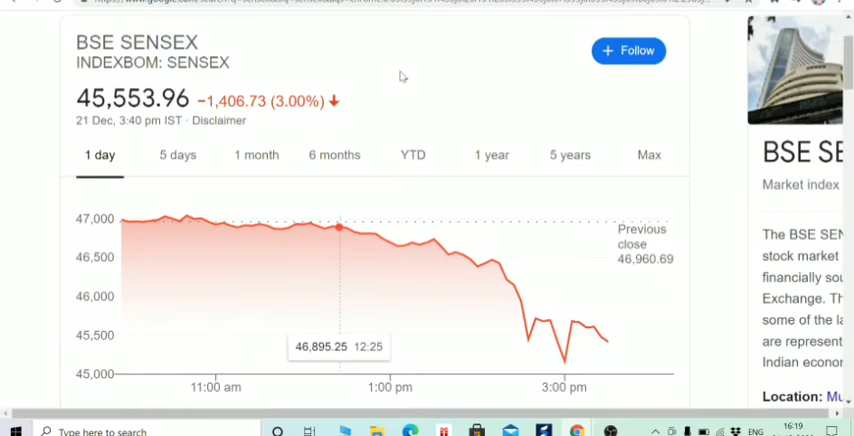 BSE SENSEX
INDEXBOM: SENSEX
+ Follow
45,553.96 −1,406.73 (3.00%)
21 Dec, 3:40 pm IST · Disclaimer
1 day 5 days 1 month 6 months YTD 1 year 5 years Max
47,000
46,500
46,000
45,500
45,000
Previous
close
46,960.69
46,895.25 12:25
11:00 am 1:00 pm 3:00 pm
BSE SE
Market index
The BSE SEN
stock market
financially sou
Exchange. Th
some of the la
are represent
Indian econor
Location: Mu
Type here to search
ENG
16:19